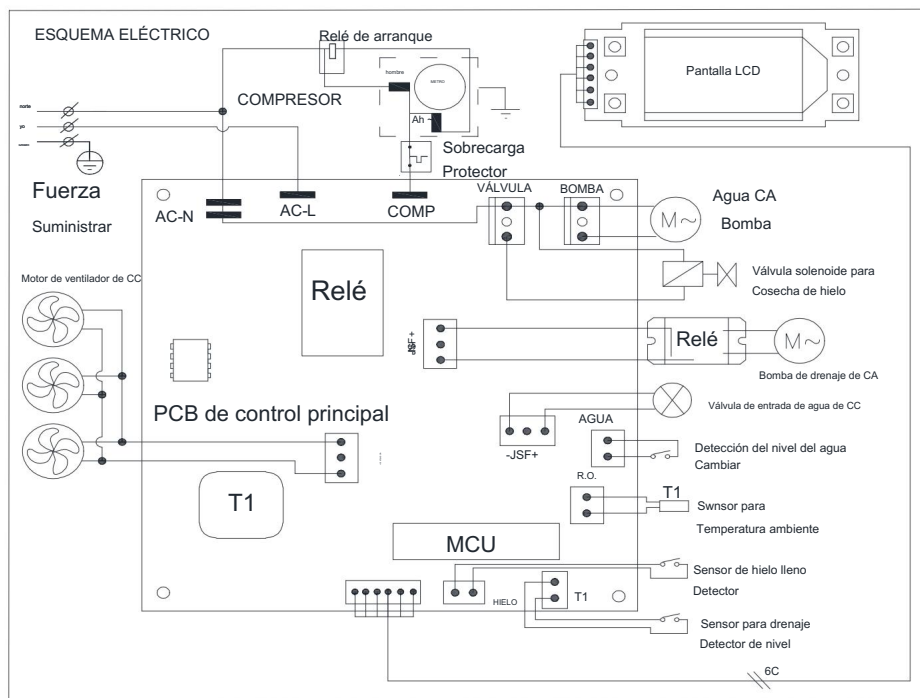 ESQUEMA ELÉCTRICO
Relé de arranque
hombre
METRO
COMPRESOR
Ah
Sobrecarga
Protector
Pantalla LCD
norte
yo
Fuerza
Suministrar
AC-N
AC-L
COMP
VÁLVULA
BOMBA
M~
Agua CA
Bomba
Válvula solenoide para
Cosecha de hielo
Motor de ventilador de CC
Relé
Relé
M~
Bomba de drenaje de CA
PCB de control principal
Válvula de entrada de agua de CC
-JSF+
AGUA
Detección del nivel del agua
Cambiar
R.O.
T1
Swnsor para
Temperatura ambiente
T1
MCU
Sensor de hielo lleno
Detector
HIELO
T1
Sensor para drenaje
Detector de nivel
6C